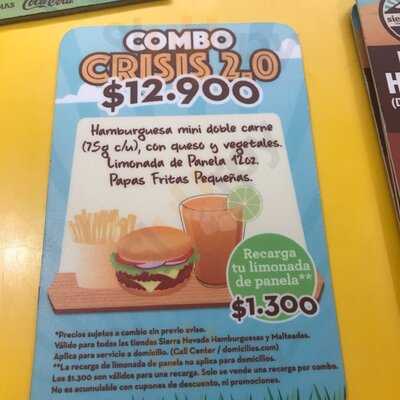 Coca-Cola
COMBO
CRISIS 2.0
$12.900
Hamburguesa mini doble carne
(75g c/u), con queso y vegetales.
Limonada de Panela 12oz.
Papas Fritas Pequeñas.
Recarga
tu limonada
de panela**
$1.300
*Precios sujetos a cambio sin previo aviso.
Válido para todas las tiendas Sierra Nevada Hamburguesas y Malteadas.
Aplica para servicio a domicilio. (Call Center / domicilios.com)
**La recarga de limonada de panela no aplica para domicilios.
Los $1.300 son válidos para una recarga. Solo se vende una recarga por combo.
No es acumulable con cupones de descuento, ni promociones.